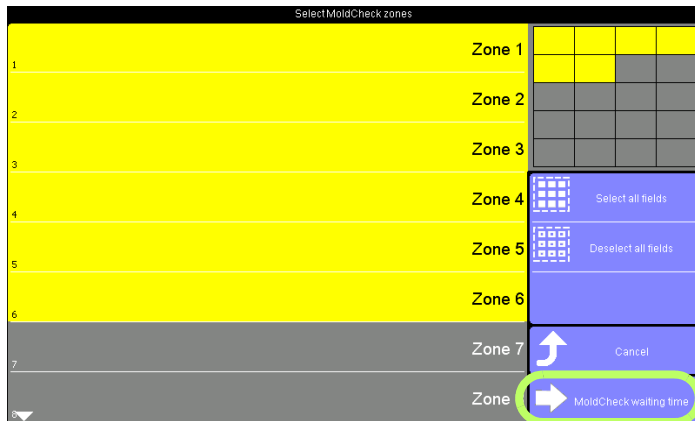 Select MoldCheck zones
Zone 1
1
Zone 2
2
Zone 3
3
Zone 4
4
Zone 5
5
Zone 6
6
Zone 7
7
Zone
8
Select all fields
Deselect all fields
Cancel
MoldCheck waiting time